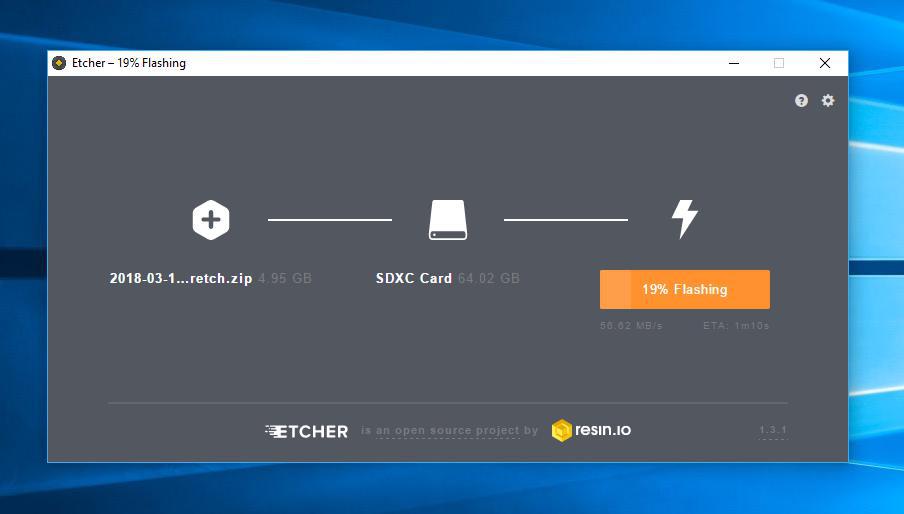 Etcher – 19% Flashing
2018-03-1...retch.zip 4.95 GB
SDXC Card 64.02 GB
19% Flashing
56.62 MB/s ETA: 1m10s
ETCHER is an open source project by resin.io 1.3.1